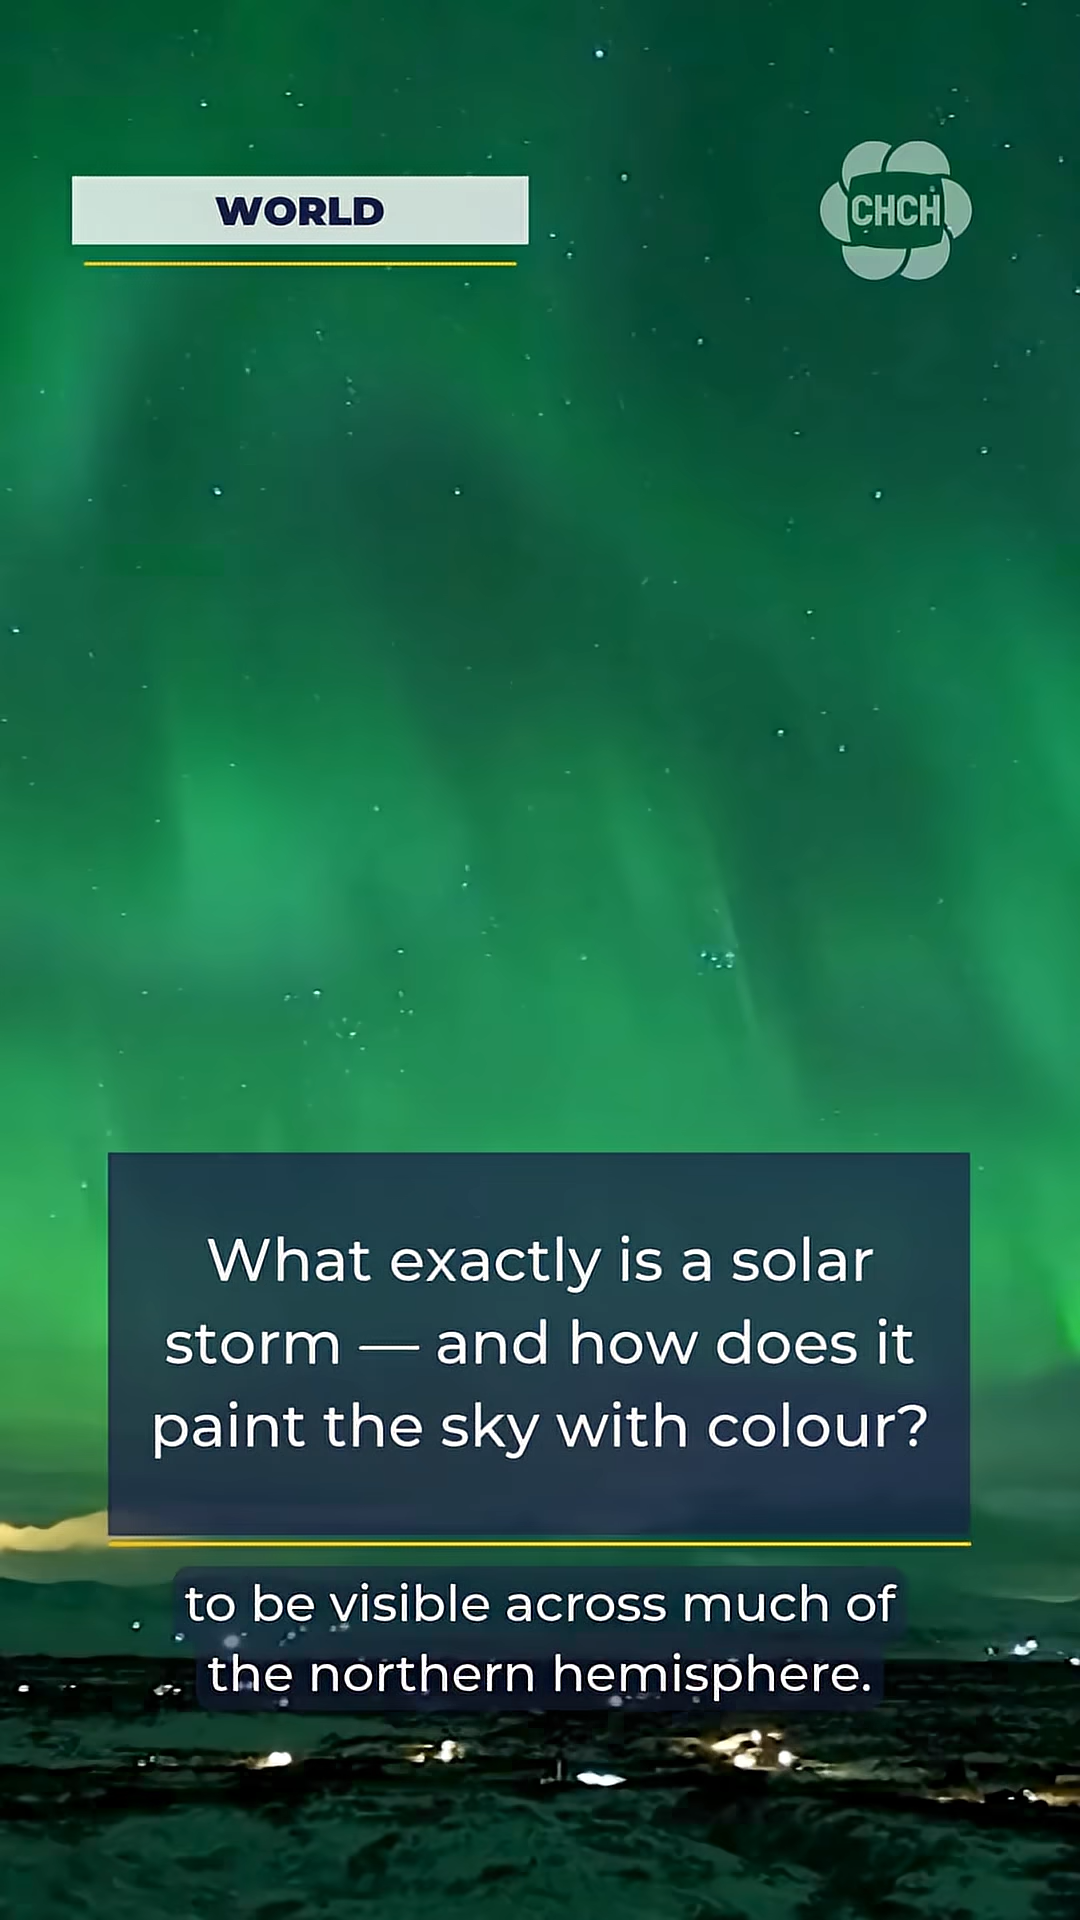 WORLD
CHCH
What exactly is a solar
storm — and how does it
paint the sky with colour?
to be visible across much of
the northern hemisphere.